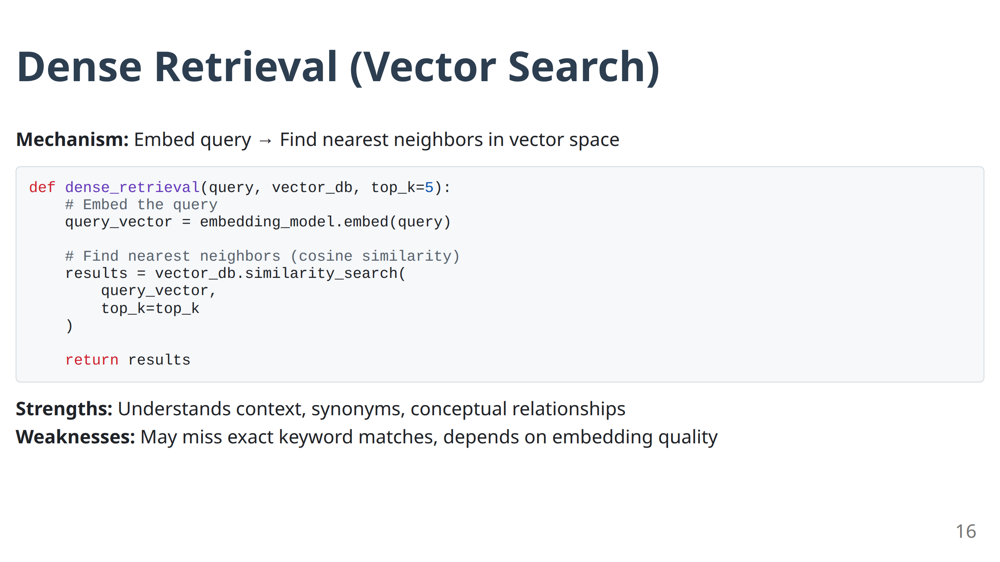 Dense Retrieval (Vector Search)
Mechanism: Embed query → Find nearest neighbors in vector space
def dense_retrieval(query, vector_db, top_k=5):
    # Embed the query
    query_vector = embedding_model.embed(query)

    # Find nearest neighbors (cosine similarity)
    results = vector_db.similarity_search(
        query_vector,
        top_k=top_k
    )

    return results
Strengths: Understands context, synonyms, conceptual relationships
Weaknesses: May miss exact keyword matches, depends on embedding quality
16